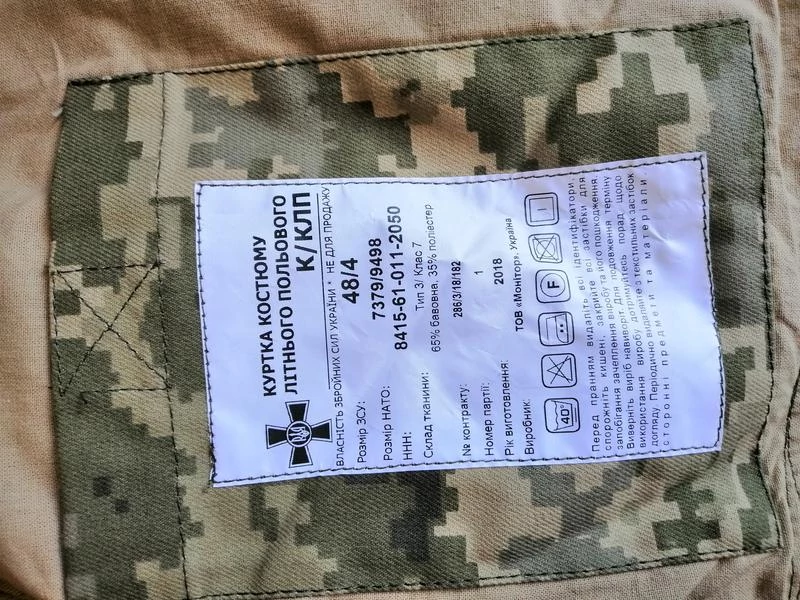 КУРТКА КОСТЮМУ
ЛІТНЬОГО ПОЛЬОВОГО
К/КЛП
ВЛАСНІСТЬ ЗБРОЙНИХ СИЛ УКРАЇНИ * НЕ ДЛЯ ПРОДАЖУ
Розмір ЗСУ: 48/4
Розмір НАТО: 7379/9498
ННН: 8415-61-011-2050
Склад тканини: Тип 3/ Клас 7
65% бавовна, 35% поліестер
№ контракту: 286/3/18/182
Номер партії: 1
Рік виготовлення: 2018
Виробник: ТОВ «Монітор», Україна
40° F
Перед пранням видаліть всі ідентифікатори,
спорожніть кишені, закрийте всі застібки для
запобігання зачеплення виробу та його пошкодження.
Виверніть виріб навиворіт. Для подовження терміну
використання виробу дотримуйтесь порад щодо
догляду. Періодично видаляйте з текстильних застібок
сторонні предмети та матеріали.